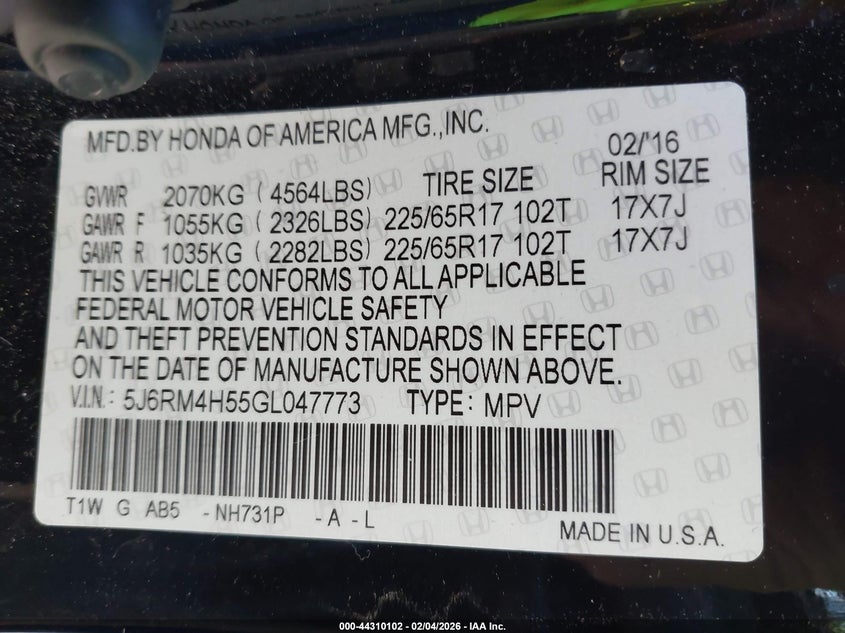 MFD.BY HONDA OF AMERICA MFG.,INC.
02/'16
TIRE SIZE RIM SIZE
GVWR 2070KG (4564LBS)
GAWR F 1055KG (2326LBS) 225/65R17 102T 17X7J
GAWR R 1035KG (2282LBS) 225/65R17 102T 17X7J
THIS VEHICLE CONFORMS TO ALL APPLICABLE
FEDERAL MOTOR VEHICLE SAFETY
AND THEFT PREVENTION STANDARDS IN EFFECT
ON THE DATE OF MANUFACTURE SHOWN ABOVE.
V.I.N.: 5J6RM4H55GL047773 TYPE: MPV
T1W G AB5 -NH731P -A -L
MADE IN U.S.A.
000-44310102 - 02/04/2026 - IAA Inc.